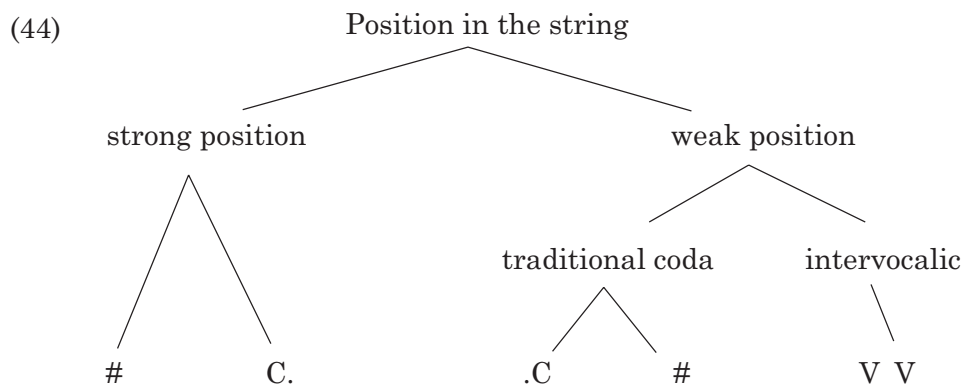 (44) Position in the string
strong position weak position
traditional coda intervocalic
# C. .C # V V